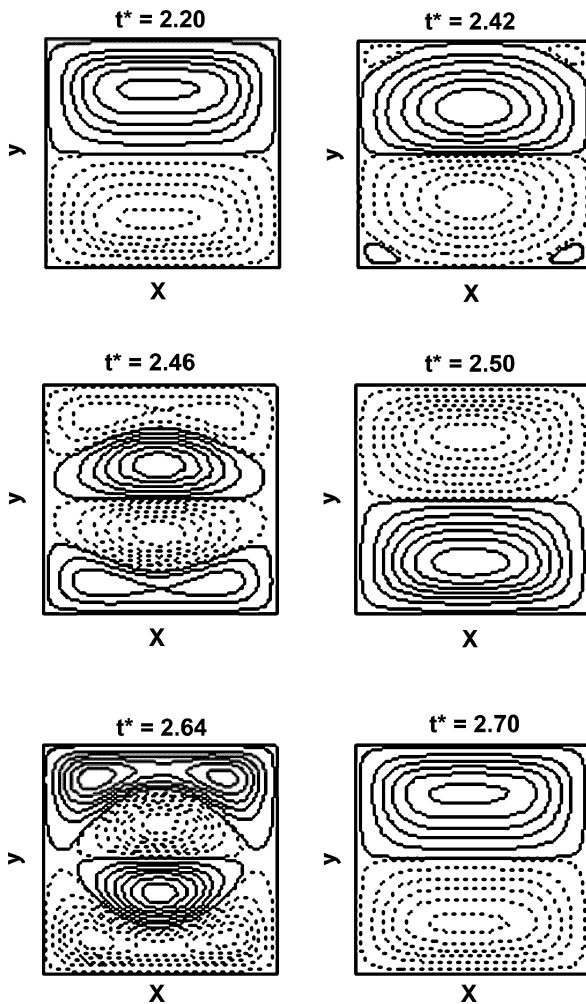 t* = 2.20
t* = 2.42
y
y
X
X
t* = 2.46
t* = 2.50
y
y
X
X
t* = 2.64
t* = 2.70
y
y
X
X